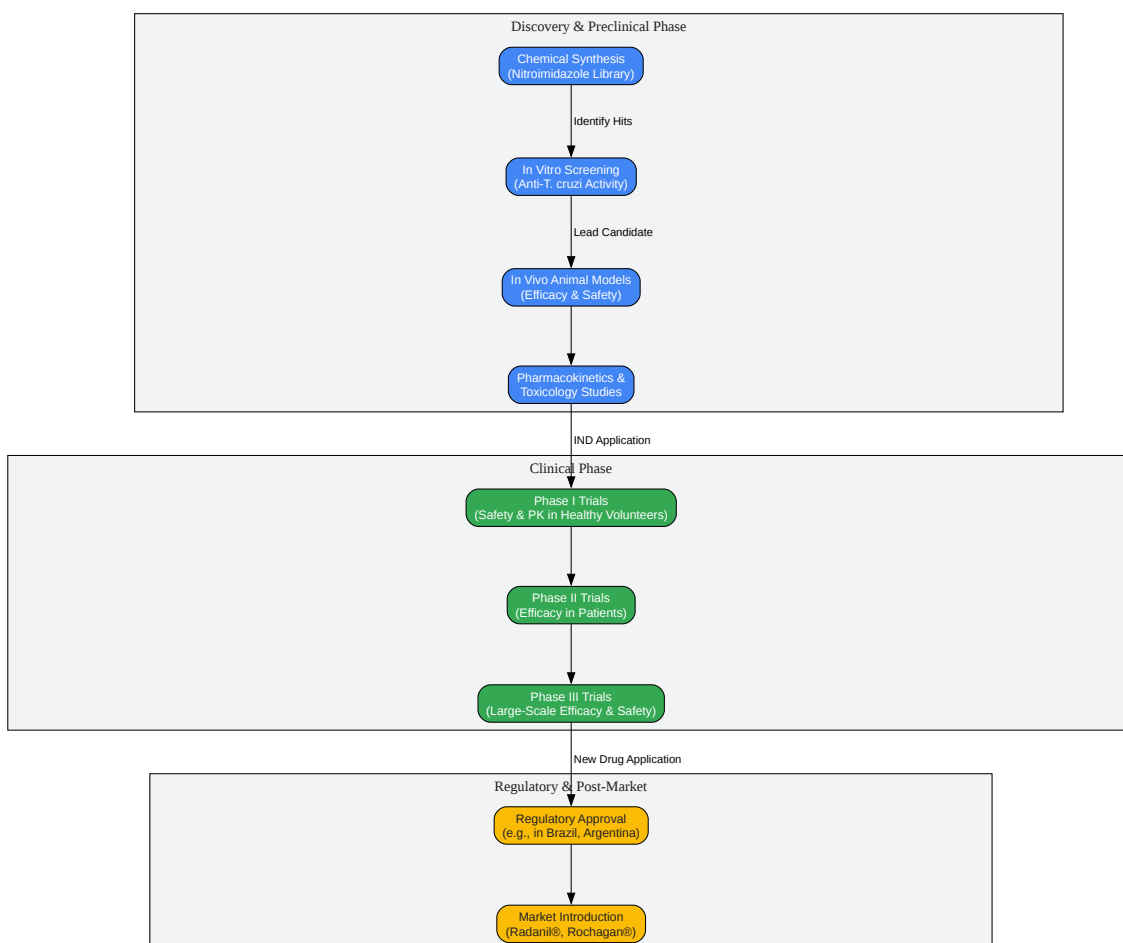 Discovery & Preclinical Phase
Chemical Synthesis
(Nitroimidazole Library)
Identify Hits
In Vitro Screening
(Anti-T. cruzi Activity)
Lead Candidate
In Vivo Animal Models
(Efficacy & Safety)
Pharmacokinetics &
Toxicology Studies
IND Application
Clinical Phase
Phase I Trials
(Safety & PK in Healthy Volunteers)
Phase II Trials
(Efficacy in Patients)
Phase III Trials
(Large-Scale Efficacy & Safety)
New Drug Application
Regulatory & Post-Market
Regulatory Approval
(e.g., in Brazil, Argentina)
Market Introduction
(Radanil®, Rochagan®)